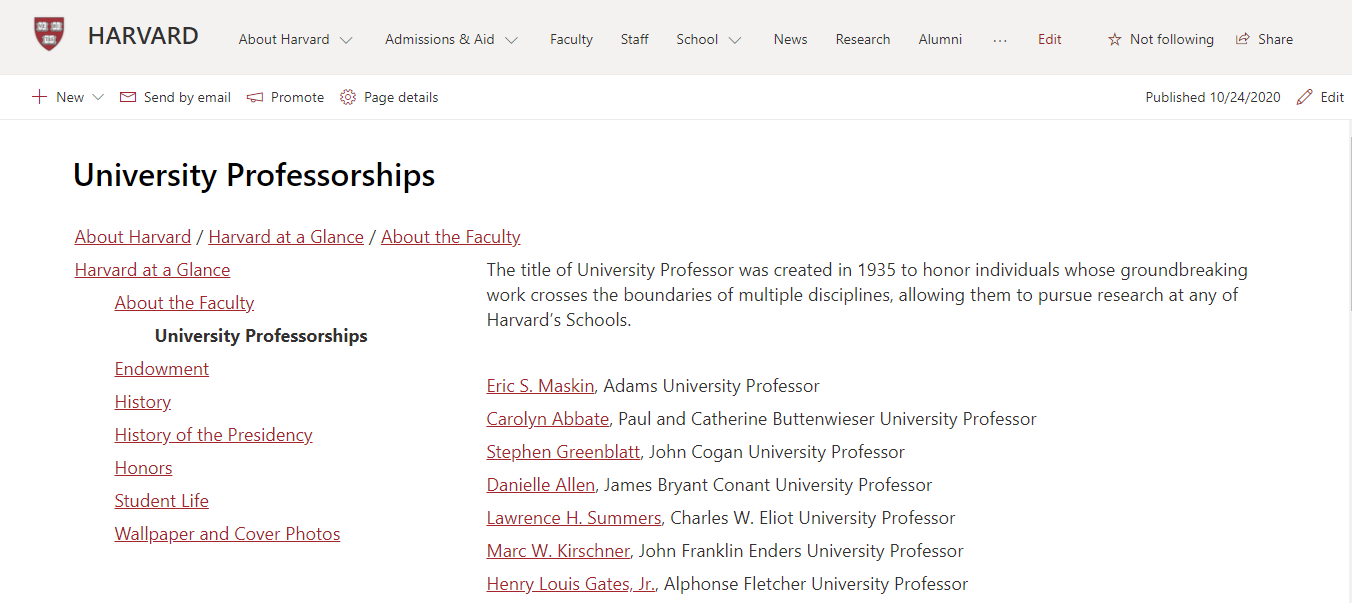 HARVARD About Harvard Admissions & Aid Faculty Staff School News Research Alumni ··· Edit Not following Share
New Send by email Promote Page details Published 10/24/2020 Edit
University Professorships
About Harvard / Harvard at a Glance / About the Faculty
Harvard at a Glance
About the Faculty
University Professorships
Endowment
History
History of the Presidency
Honors
Student Life
Wallpaper and Cover Photos
The title of University Professor was created in 1935 to honor individuals whose groundbreaking
work crosses the boundaries of multiple disciplines, allowing them to pursue research at any of
Harvard’s Schools.
Eric S. Maskin, Adams University Professor
Carolyn Abbate, Paul and Catherine Buttenwieser University Professor
Stephen Greenblatt, John Cogan University Professor
Danielle Allen, James Bryant Conant University Professor
Lawrence H. Summers, Charles W. Eliot University Professor
Marc W. Kirschner, John Franklin Enders University Professor
Henry Louis Gates, Jr., Alphonse Fletcher University Professor